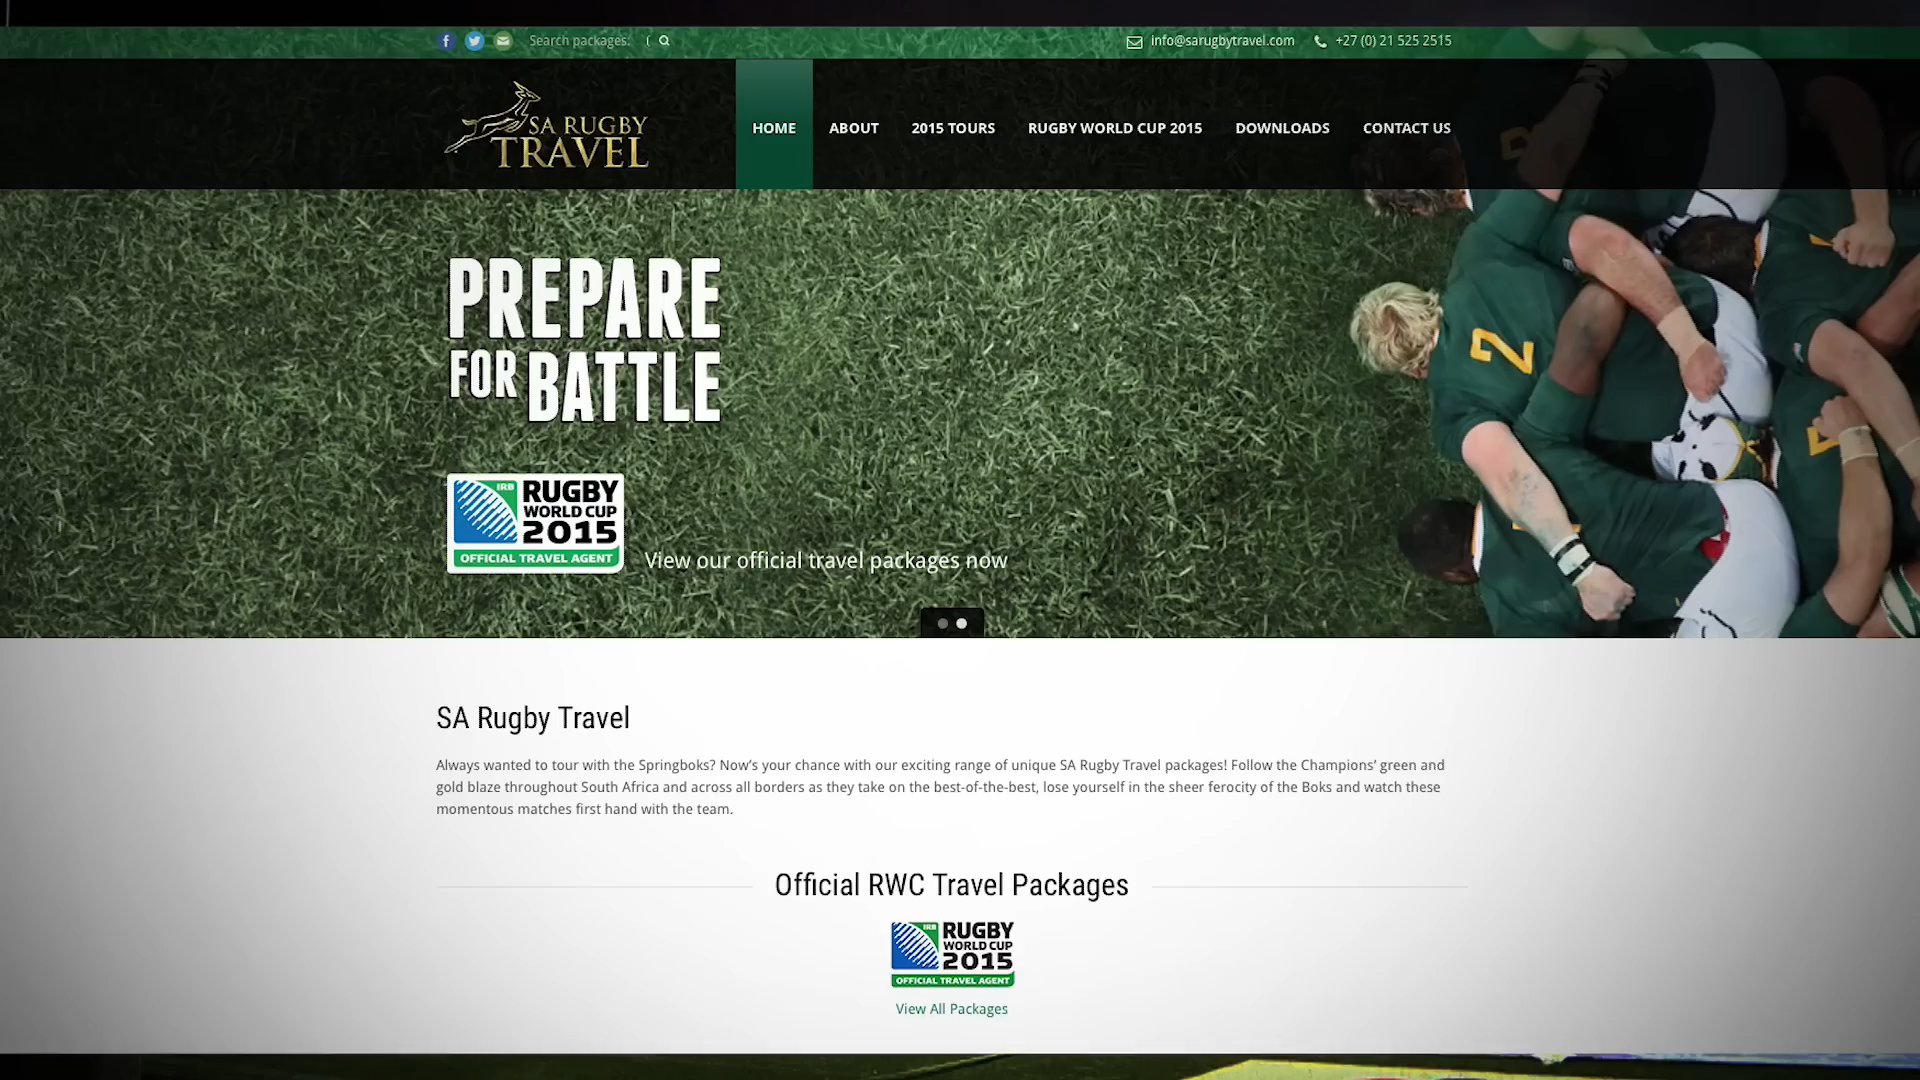 Search packages:
info@sarugbytravel.com
+27 (0) 21 525 2515
SA RUGBY
TRAVEL
HOME
ABOUT
2015 TOURS
RUGBY WORLD CUP 2015
DOWNLOADS
CONTACT US
PREPARE
FOR BATTLE
2
IRB
RUGBY
WORLD CUP
2015
OFFICIAL TRAVEL AGENT
View our official travel packages now
SA Rugby Travel
Always wanted to tour with the Springboks? Now’s your chance with our exciting range of unique SA Rugby Travel packages! Follow the Champions’ green and
gold blaze throughout South Africa and across all borders as they take on the best-of-the-best, lose yourself in the sheer ferocity of the Boks and watch these
momentous matches first hand with the team.
Official RWC Travel Packages
IRB
RUGBY
WORLD CUP
2015
OFFICIAL TRAVEL AGENT
View All Packages